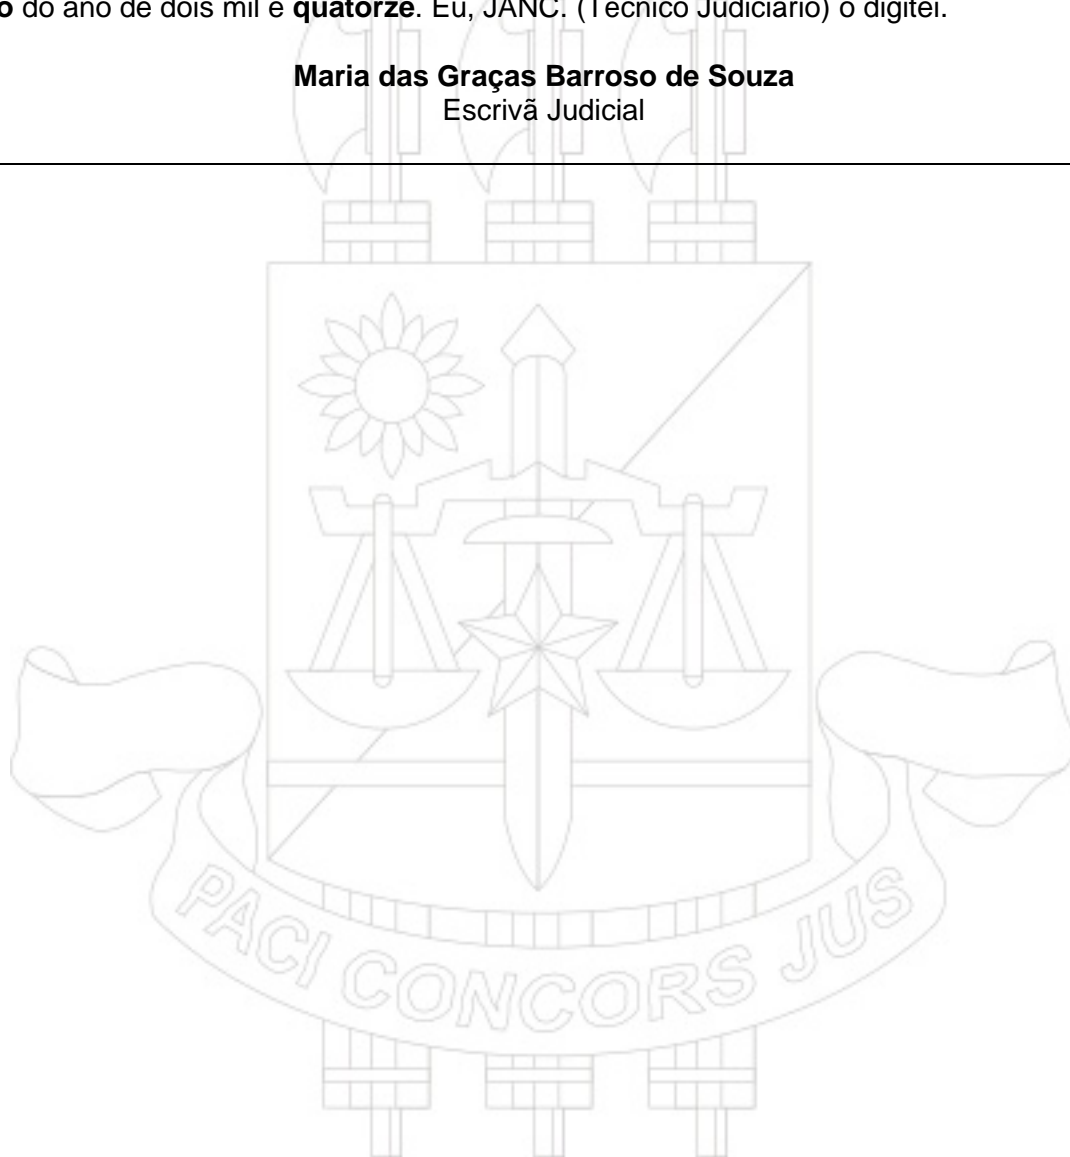 o do ano de dois mil e quatorze. Eu, JANC. (Técnico Judiciário) o digitei.
Maria das Graças Barroso de Souza
Escrivã Judicial
PACI CONCORS JUS